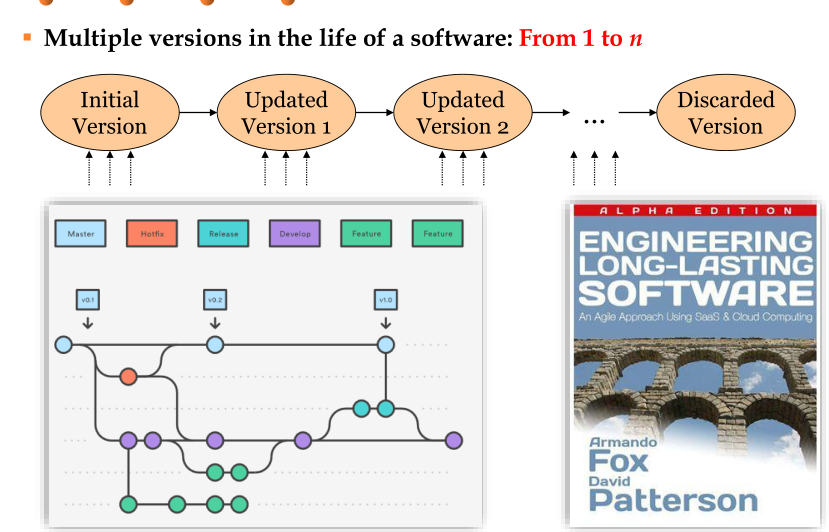 Multiple versions in the life of a software: From 1 to n
Initial
Version
Updated
Version 1
Updated
Version 2
...
Discarded
Version
Master
Hotfix
Release
Develop
Feature
Feature
v0.1
v0.2
v1.0
ALPHA EDITION
ENGINEERING
LONG-LASTING
SOFTWARE
An Agile Approach Using SaaS & Cloud Computing
Armando
Fox
David
Patterson